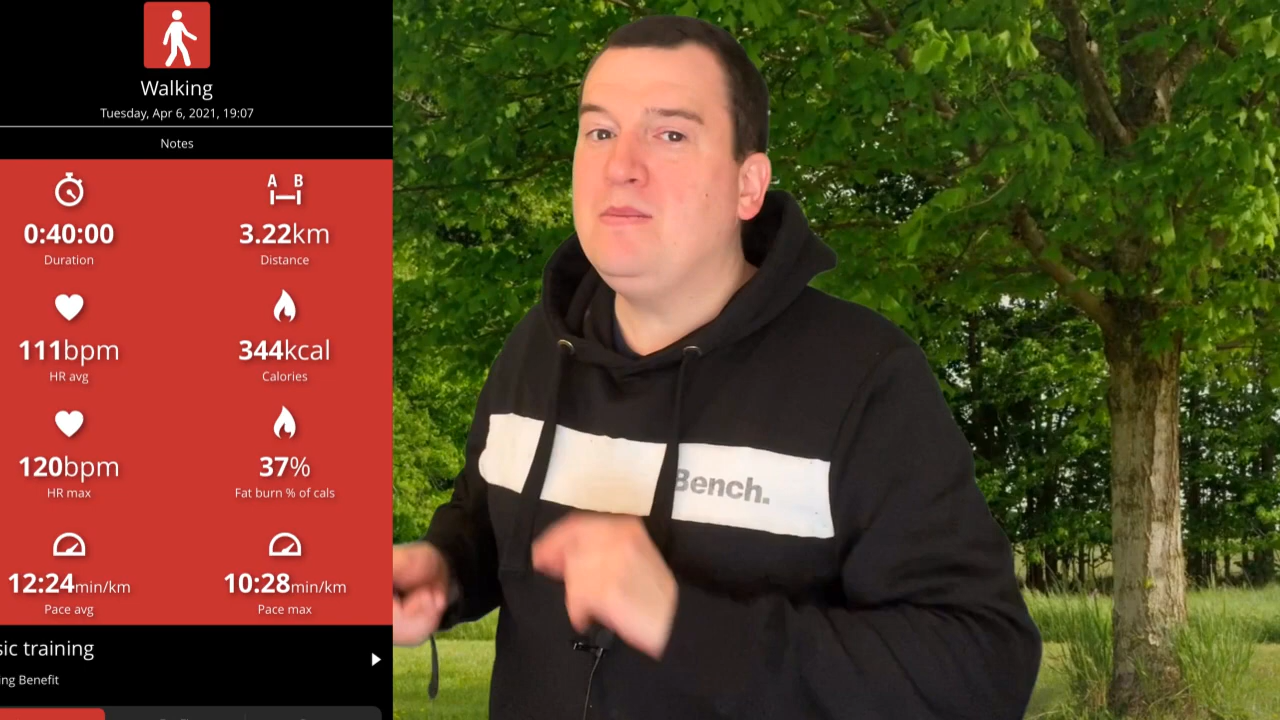 Walking
Tuesday, Apr 6, 2021, 19:07
Notes
A B
0:40:00 3.22km
Duration Distance
111bpm 344kcal
HR avg Calories
120bpm 37%
HR max Fat burn % of cals
12:24min/km 10:28min/km
Pace avg Pace max
sic training
ng Benefit
Bench.